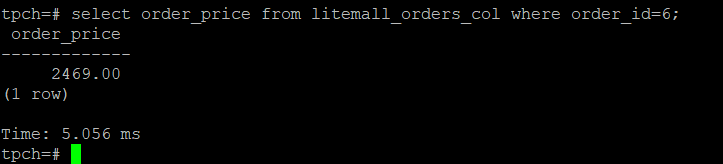 tpch=# select order_price from litemall_orders_col where order_id=6;
 order_price
-------------
     2469.00
(1 row)

Time: 5.056 ms
tpch=#